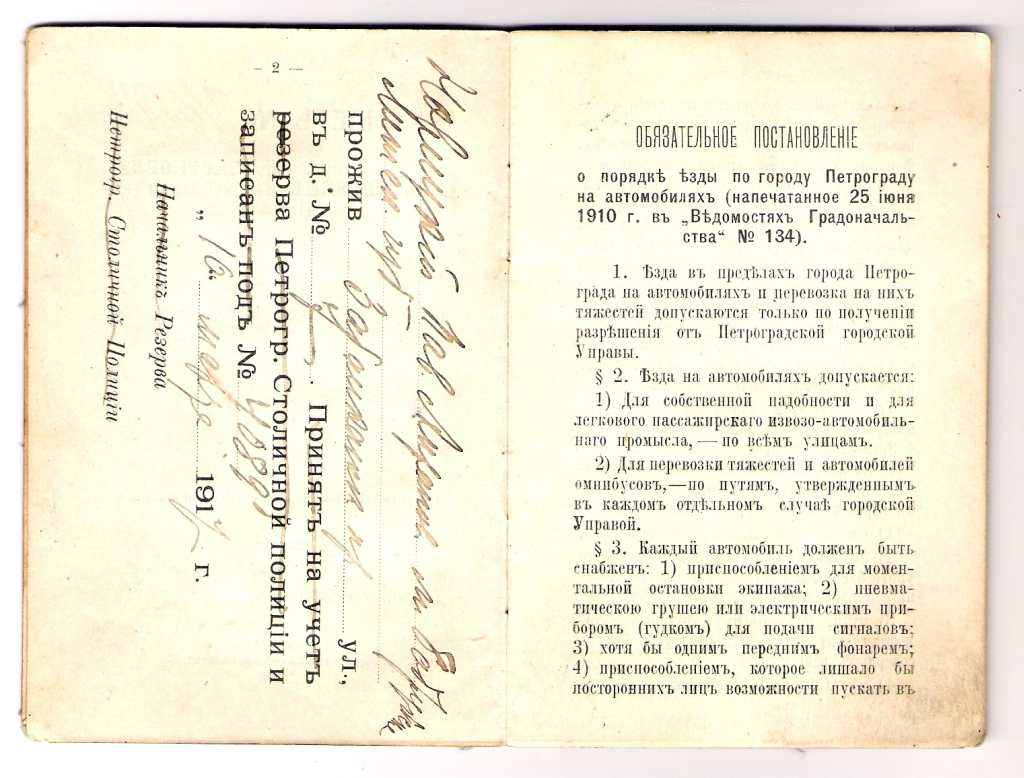 — 2 —
прожив ул.,
въ д. № Принятъ на учетъ
резерва Петрогр. Столичной полиціи и
записанъ подъ №
„16“ марта 1917 г.
Начальникъ Резерва
Петрогр. Столичной Полиціи
ОБЯЗАТЕЛЬНОЕ ПОСТАНОВЛЕНІЕ
о порядкѣ ѣзды по городу Петрограду
на автомобиляхъ (напечатанное 25 іюня
1910 г. въ „Вѣдомостяхъ Градоначаль-
ства“ № 134).
1. Ѣзда въ предѣлахъ города Петро-
града на автомобиляхъ и перевозка на нихъ
тяжестей допускаются только по полученіи
разрѣшенія отъ Петроградской городской
Управы.
§ 2. Ѣзда на автомобиляхъ допускается:
1) Для собственной надобности и для
легкового пассажирскаго извозо-автомобиль-
наго промысла, — по всѣмъ улицамъ.
2) Для перевозки тяжестей и автомобилей
омнибусовъ,—по путямъ, утвержденнымъ
въ каждомъ отдѣльномъ случаѣ городской
Управой.
§ 3. Каждый автомобиль долженъ быть
снабженъ: 1) приспособленіемъ для момен-
тальной остановки экипажа; 2) пневма-
тическою грушею или электрическимъ при-
боромъ (гудкомъ) для подачи сигналовъ;
3) хотя бы однимъ переднимъ фонаремъ;
4) приспособленіемъ, которое лишало бы
постороннихъ лицъ возможности пускать въ